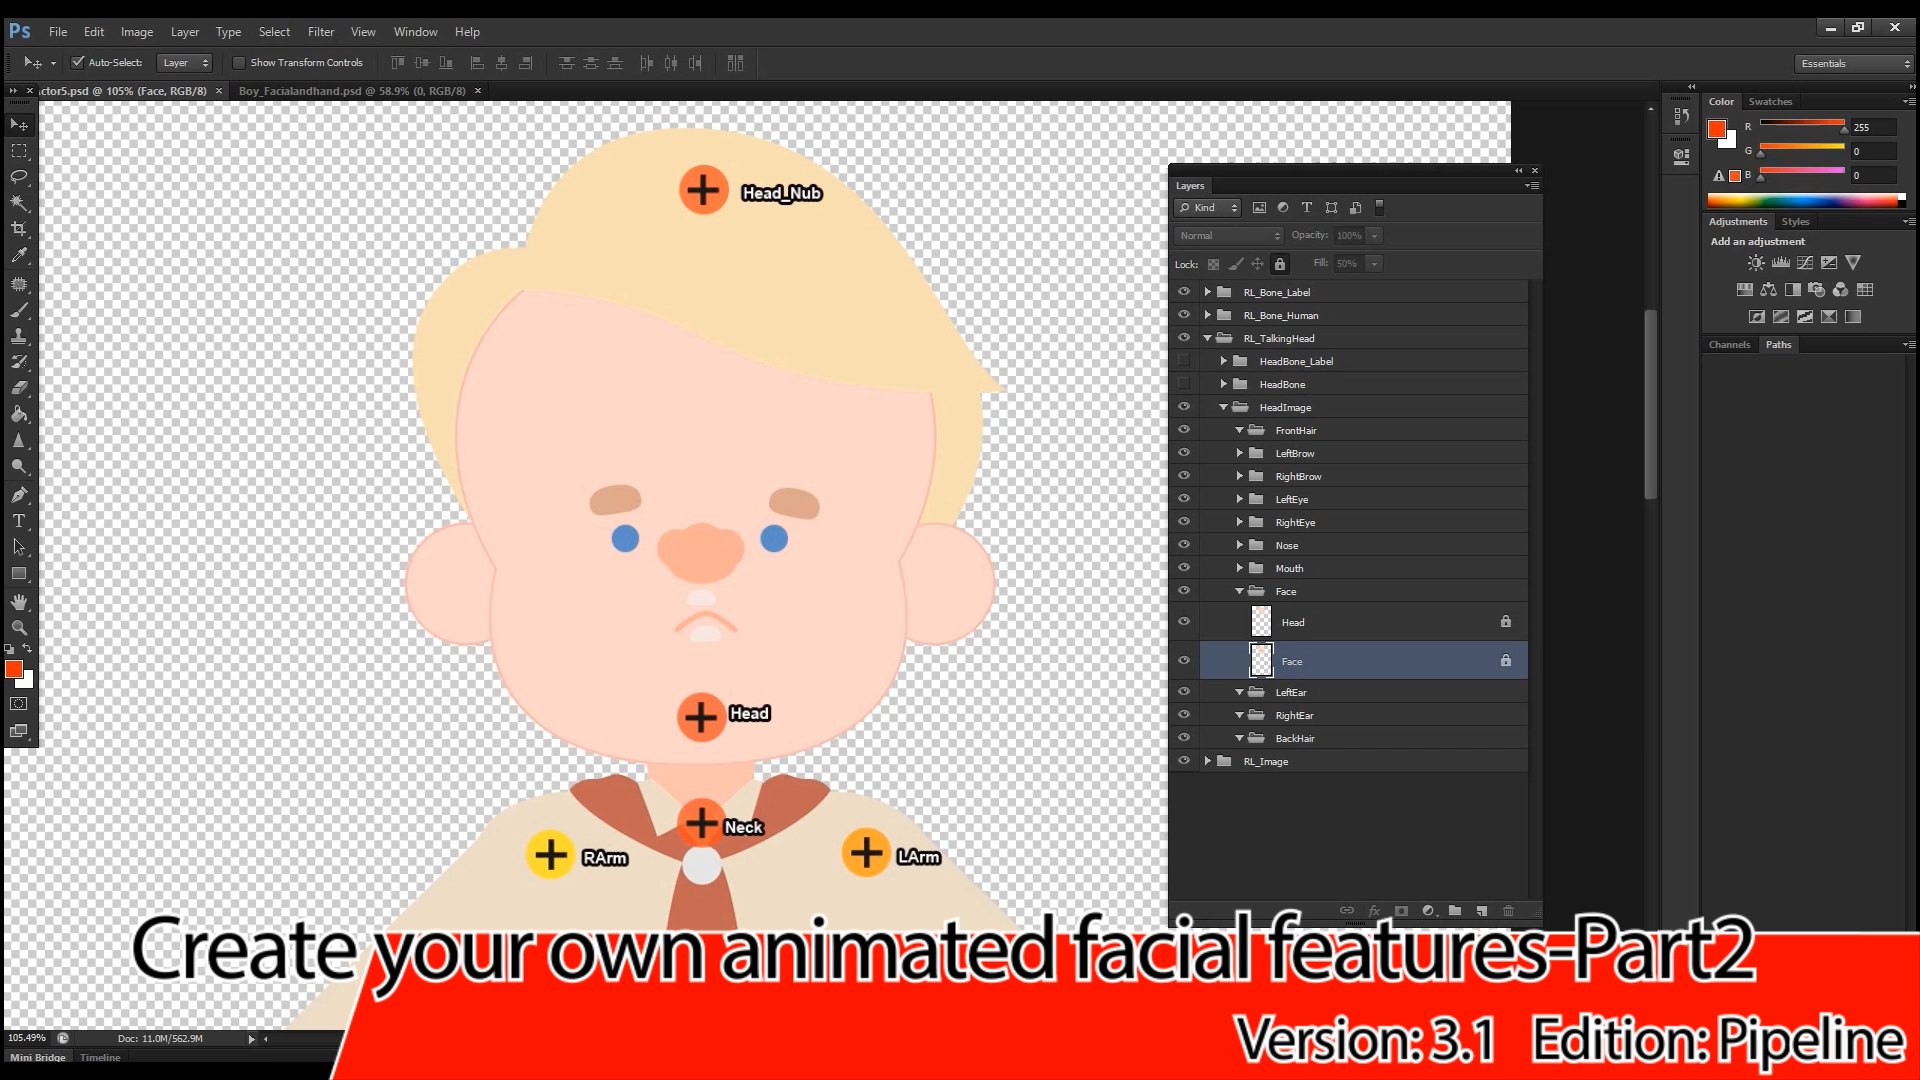 Ps File Edit Image Layer Type Select Filter View Window Help
Auto-Select: Layer Show Transform Controls
Essentials
ctor5.psd @ 105% (Face, RGB/8) × Boy_Facialandhand.psd @ 58.9% (0, RGB/8) ×
Color Swatches
R 255
G 0
B 0
Adjustments Styles
Add an adjustment
Channels Paths
Layers
Kind
Normal Opacity: 100%
Lock: Fill: 50%
RL_Bone_Label
RL_Bone_Human
RL_TalkingHead
HeadBone_Label
HeadBone
HeadImage
FrontHair
LeftBrow
RightBrow
LeftEye
RightEye
Nose
Mouth
Face
Head
Face
LeftEar
RightEar
BackHair
RL_Image
Head_Nub
Head
Neck
RArm
LArm
Create your own animated facial features-Part2
Version: 3.1 Edition: Pipeline
105.49% Doc: 11.0M/562.9M
Mini Bridge Timeline